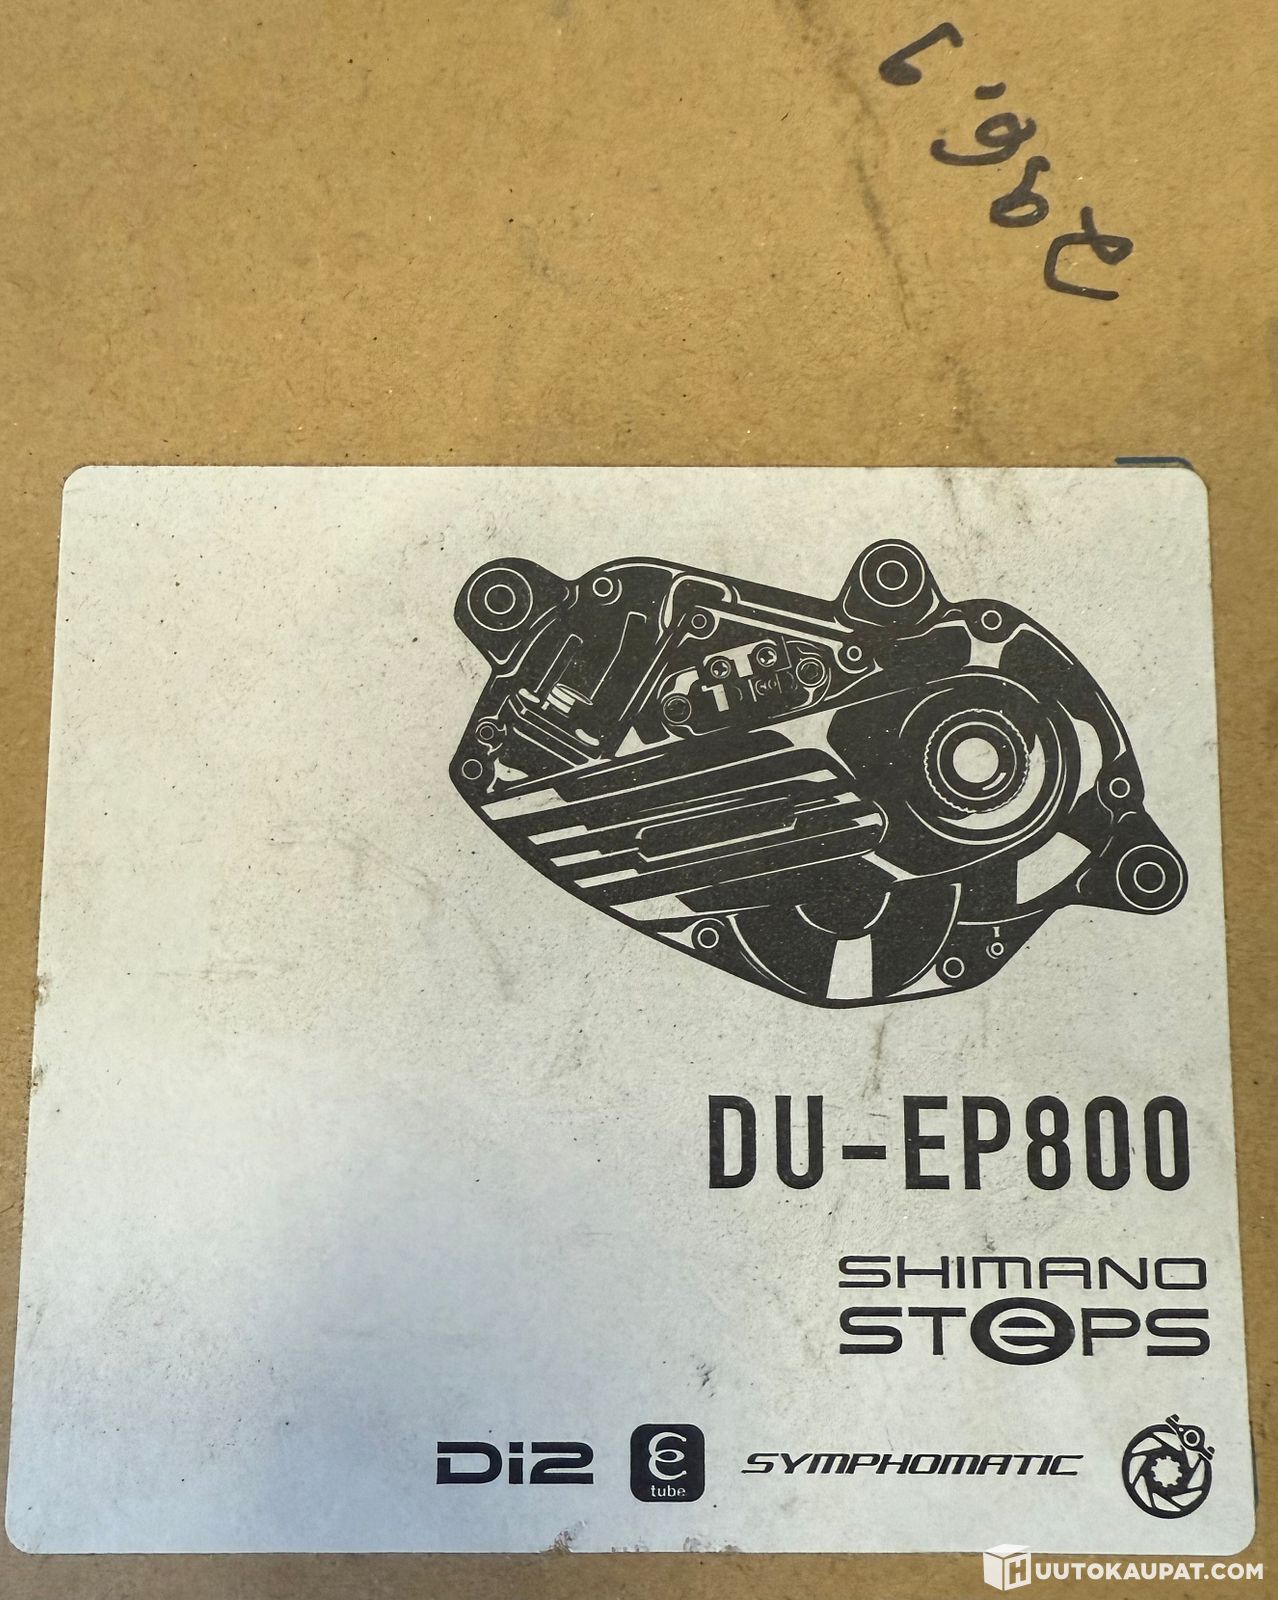 DU-EP800
SHIMANO
STePS
Di2 tube SYMPHOMATIC
HUUTOKAUPAT.COM